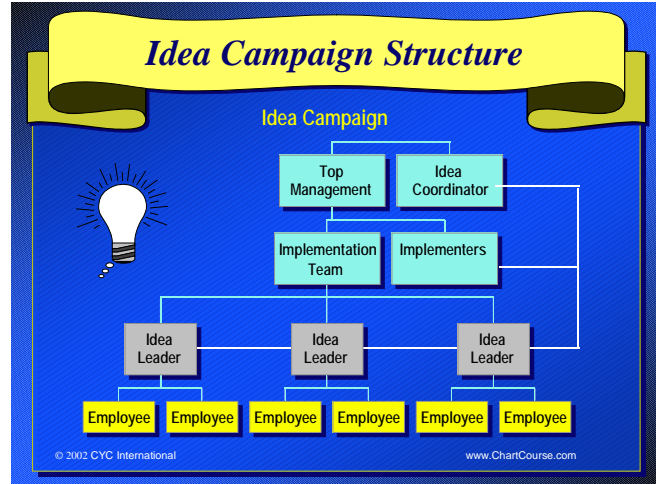 Idea Campaign Structure
Idea Campaign
Top
Management
Idea
Coordinator
Implementation
Team
Implementers
Idea
Leader
Idea
Leader
Idea
Leader
Employee
Employee
Employee
Employee
Employee
Employee
© 2002 CYC International
www.ChartCourse.com